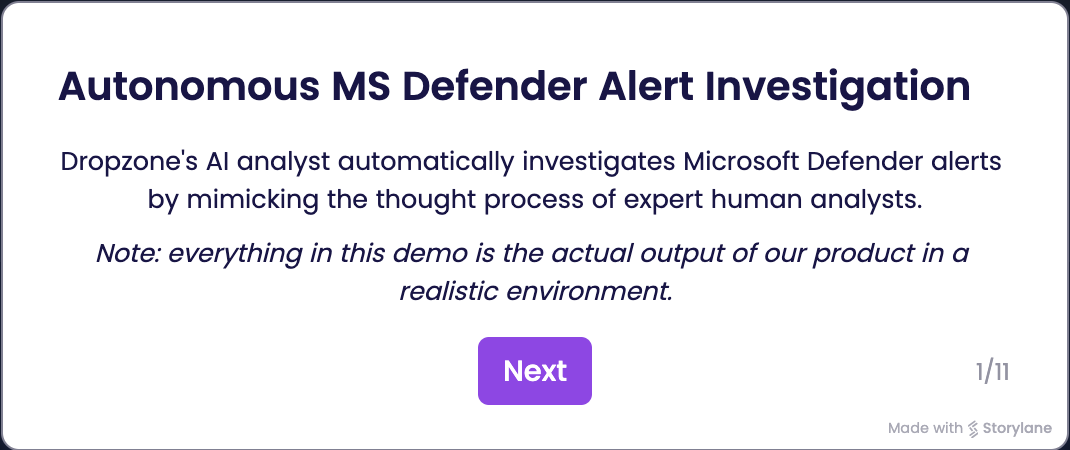 Autonomous MS Defender Alert Investigation
Dropzone's AI analyst automatically investigates Microsoft Defender alerts
by mimicking the thought process of expert human analysts.
Note: everything in this demo is the actual output of our product in a
realistic environment.
Next
1/11
Made with Storylane